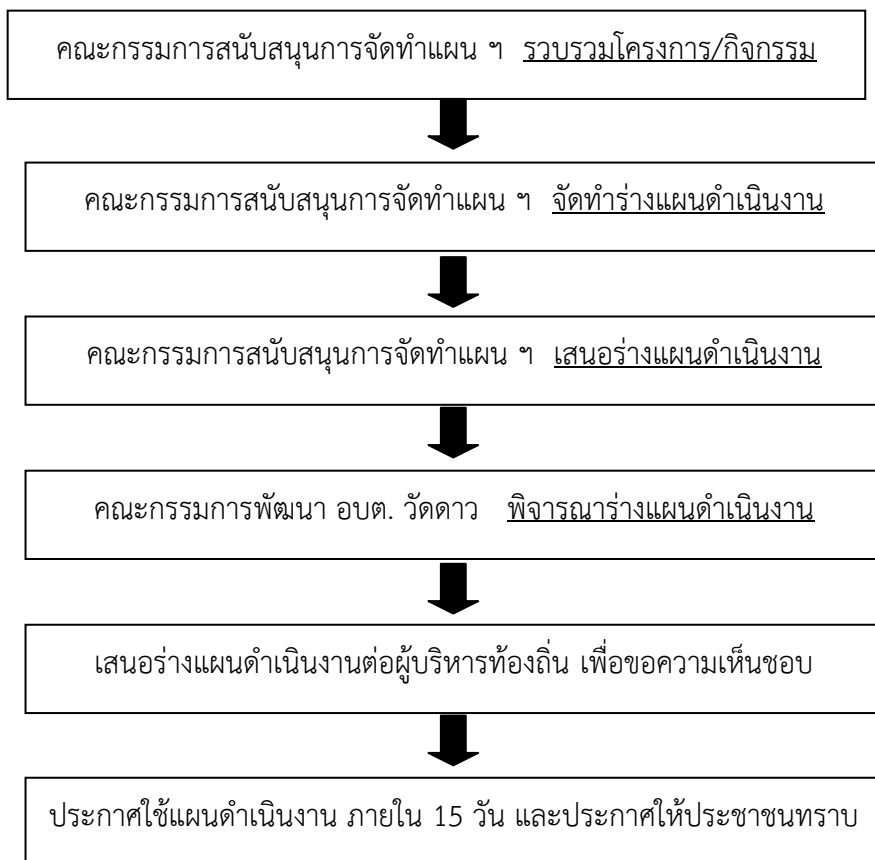 คณะกรรมการสนับสนุนการจัดทำแผน ฯ รวบรวมโครงการ/กิจกรรม
คณะกรรมการสนับสนุนการจัดทำแผน ฯ จัดทำร่างแผนดำเนินงาน
คณะกรรมการสนับสนุนการจัดทำแผน ฯ เสนอร่างแผนดำเนินงาน
คณะกรรมการพัฒนา อบต. วัดดาว พิจารณาร่างแผนดำเนินงาน
เสนอร่างแผนดำเนินงานต่อผู้บริหารท้องถิ่น เพื่อขอความเห็นชอบ
ประกาศใช้แผนดำเนินงาน ภายใน 15 วัน และประกาศให้ประชาชนทราบ